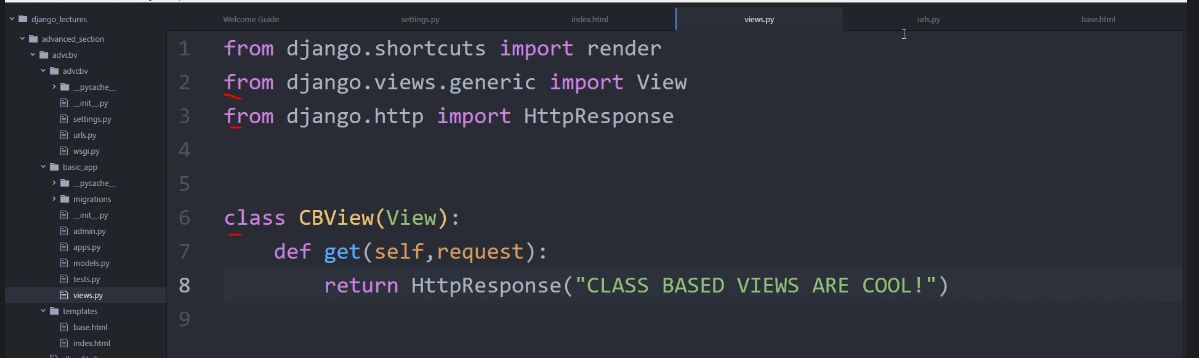 django_lectures
advanced_section
advcbv
advcbv
__pycache__
__init__.py
settings.py
urls.py
wsgi.py
basic_app
__pycache__
migrations
__init__.py
admin.py
apps.py
models.py
tests.py
views.py
templates
base.html
index.html
Welcome Guide settings.py index.html views.py urls.py base.html
1 from django.shortcuts import render
2 from django.views.generic import View
3 from django.http import HttpResponse
4
5
6 class CBView(View):
7 def get(self,request):
8 return HttpResponse("CLASS BASED VIEWS ARE COOL!")
9